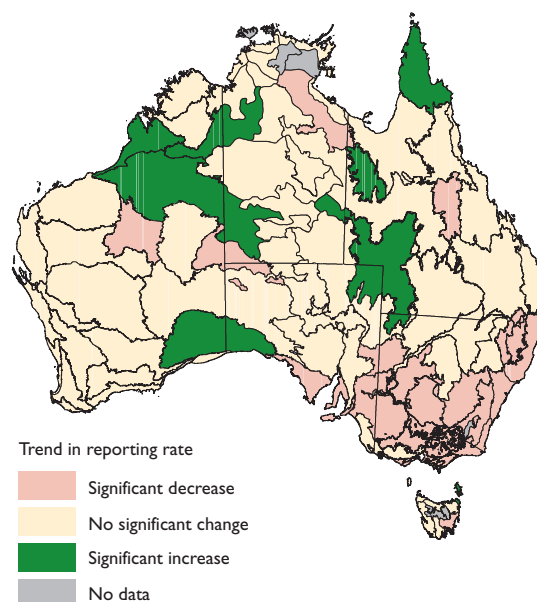 Trend in reporting rate
Significant decrease
No significant change
Significant increase
No data